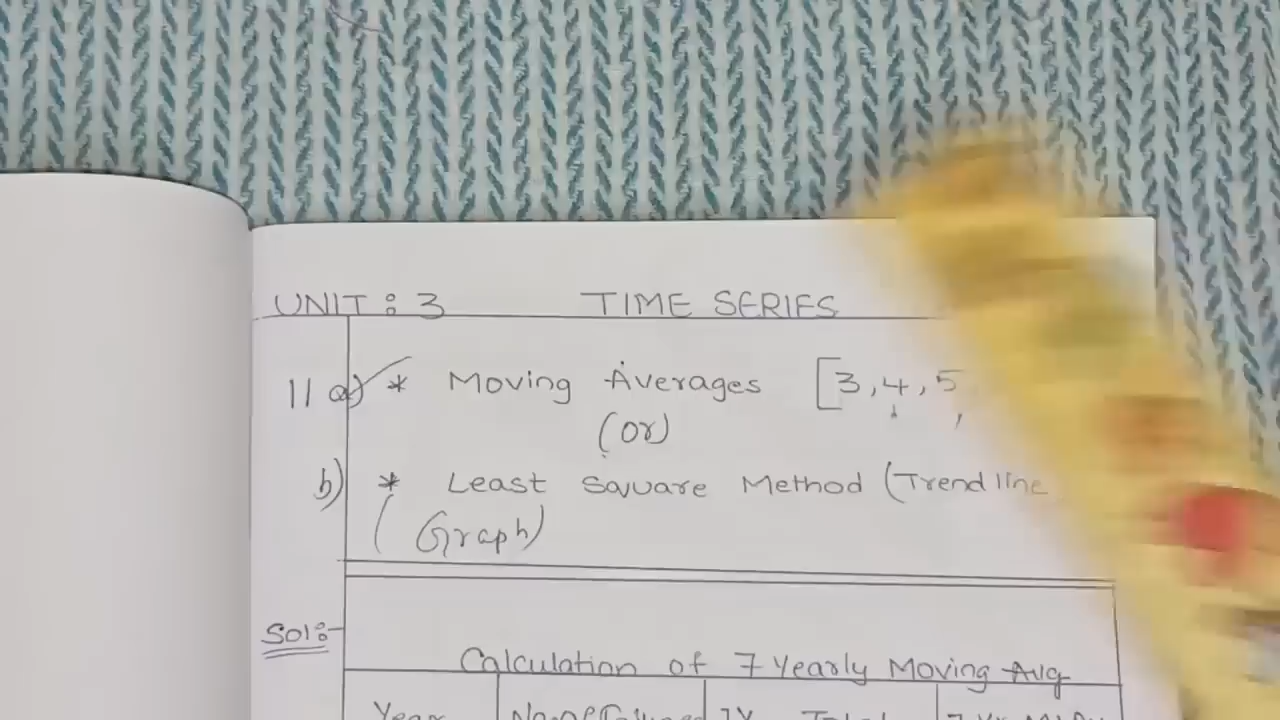 UNIT : 3 TIME SERIES
11 a) * Moving Averages [3, 4, 5
(or)
b) * Least Square Method (Trend line
(Graph)
Sol:-
Calculation of 7 Yearly Moving Avg
Year